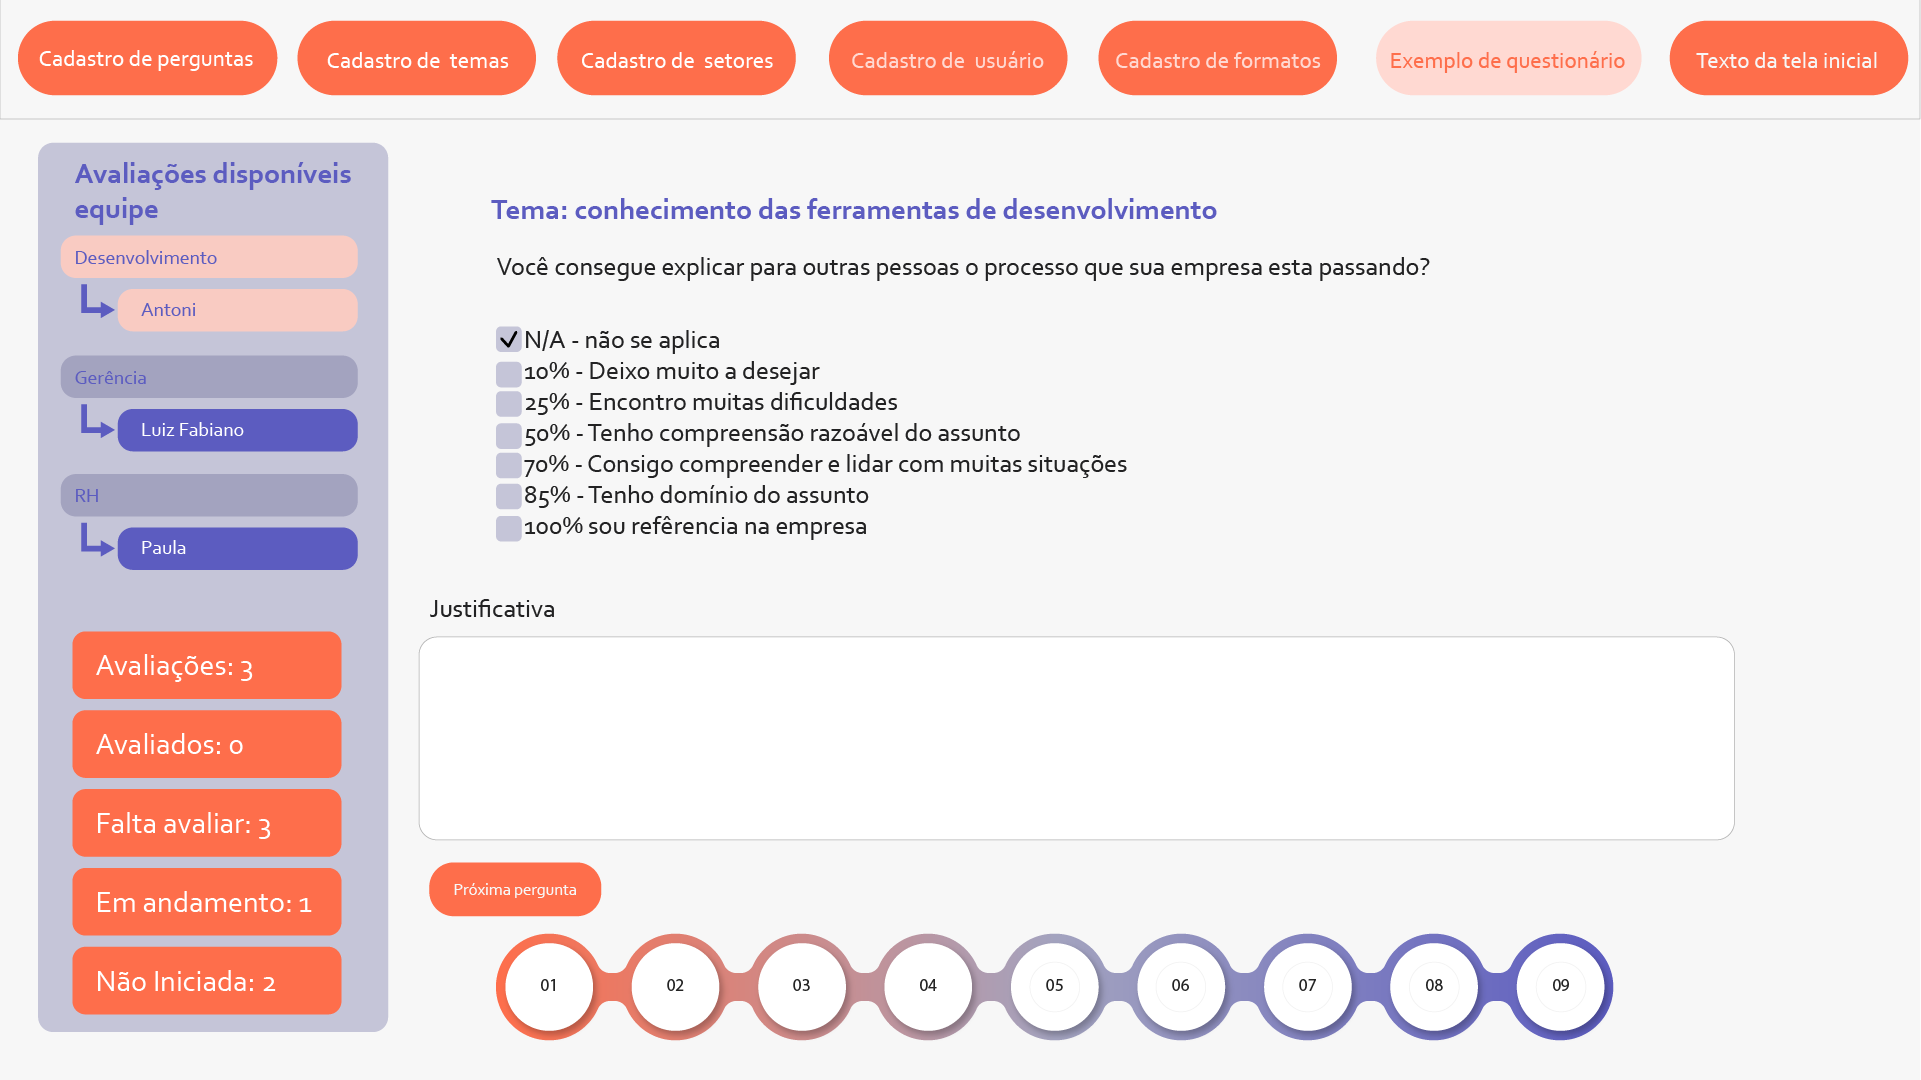 Cadastro de perguntas
Cadastro de  temas
Cadastro de  setores
Cadastro de  usuário
Cadastro de formatos
Exemplo de questionário
Texto da tela inicial
Avaliações disponíveis
equipe
Desenvolvimento
Antoni
Gerência
Luiz Fabiano
RH
Paula
Avaliações: 3
Avaliados: 0
Falta avaliar: 3
Em andamento: 1
Não Iniciada: 2
Tema: conhecimento das ferramentas de desenvolvimento
Você consegue explicar para outras pessoas o processo que sua empresa esta passando?
N/A - não se aplica
10% - Deixo muito a desejar
25% - Encontro muitas dificuldades
50% - Tenho compreensão razoável do assunto
70% - Consigo compreender e lidar com muitas situações
85% - Tenho domínio do assunto
100% sou refêrencia na empresa
Justificativa
Próxima pergunta
01
02
03
04
05
06
07
08
09